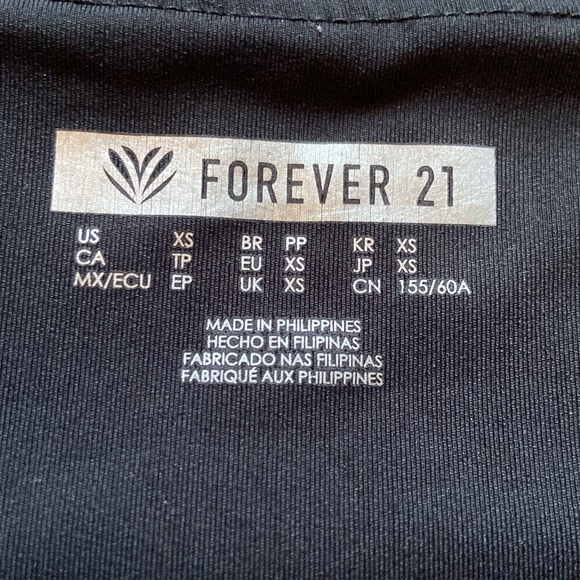 FOREVER 21
US XS BR PP KR XS
CA TP EU XS JP XS
MX/ECU EP UK XS CN 155/60A
MADE IN PHILIPPINES
HECHO EN FILIPINAS
FABRICADO NAS FILIPINAS
FABRIQUÉ AUX PHILIPPINES